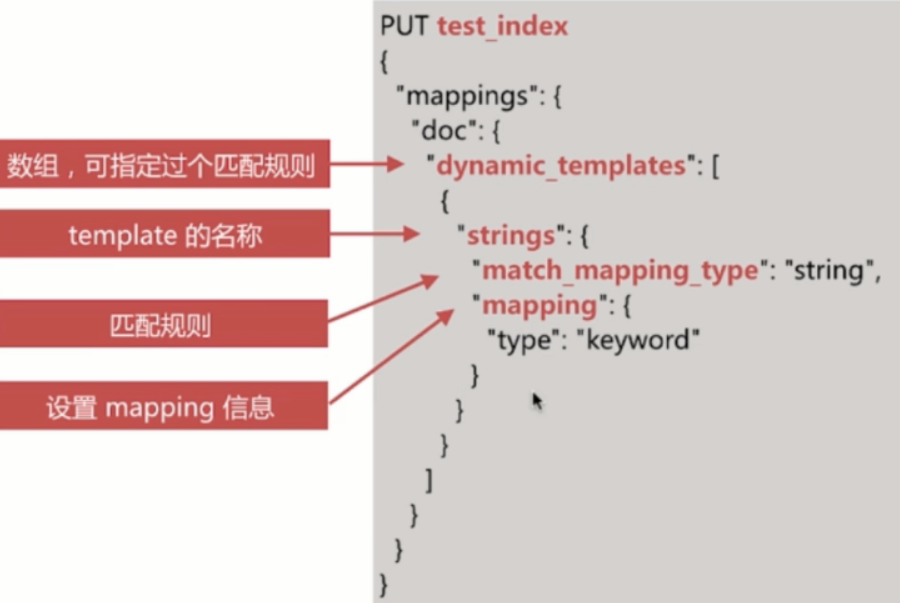 PUT test_index
{
"mappings": {
"doc": {
数组，可指定过个匹配规则
"dynamic_templates": [
{
template 的名称
"strings": {
匹配规则
"match_mapping_type": "string",
设置 mapping 信息
"mapping": {
"type": "keyword"
}
}
}
]
}
}
}